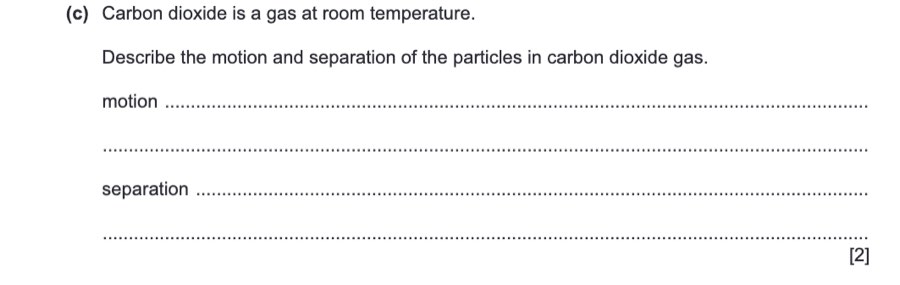 (c) Carbon dioxide is a gas at room temperature.
Describe the motion and separation of the particles in carbon dioxide gas.
motion ................................................................................
................................................................................
separation ................................................................................
................................................................................
[2]